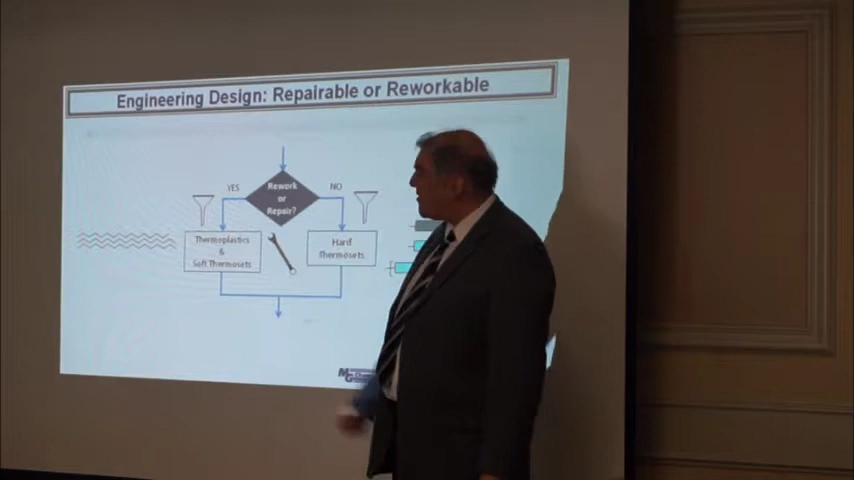 Engineering Design: Repairable or Reworkable
YES
Rework
or
Repair?
NO
Thermoplastics
&
Soft Thermosets
Hard
Thermosets